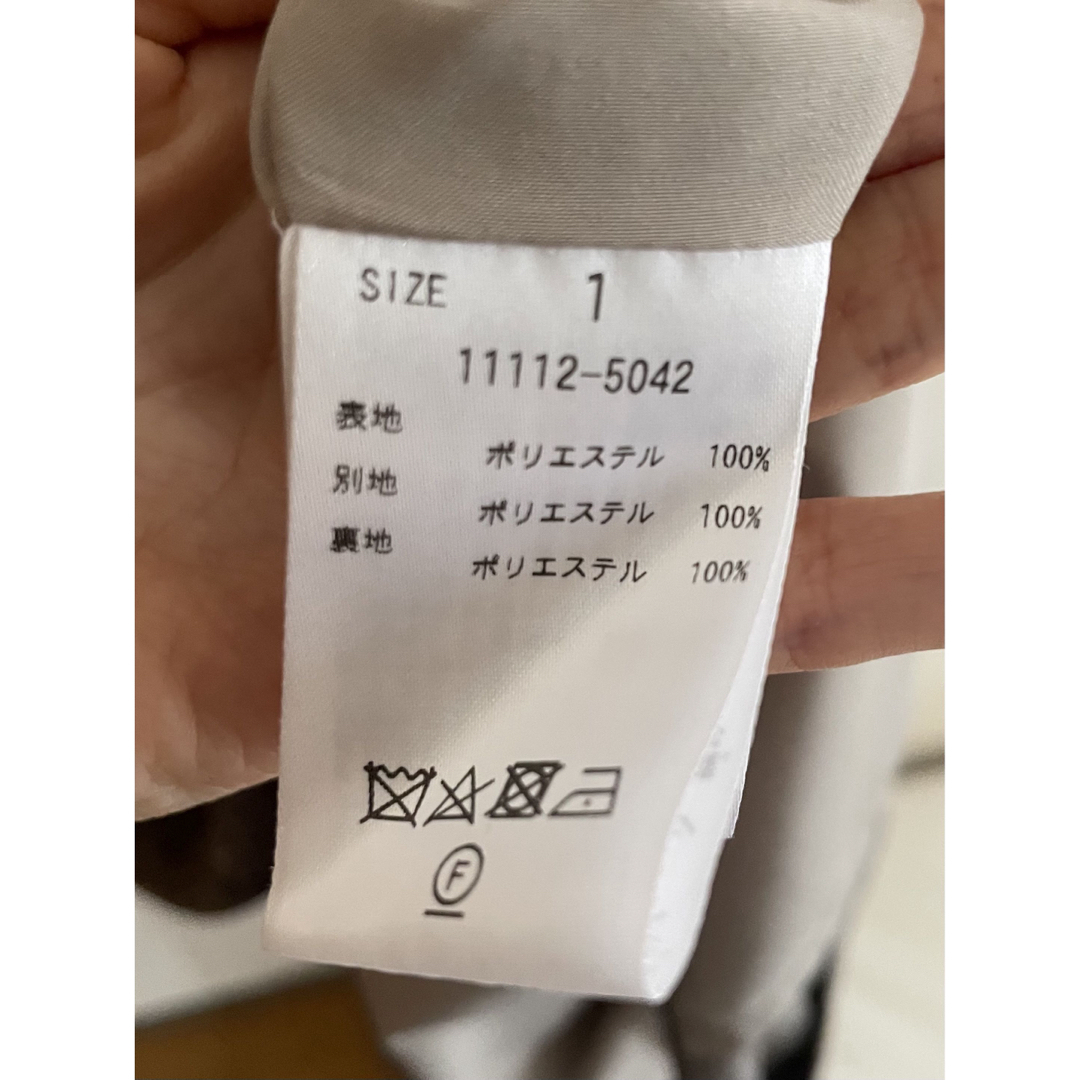 SIZE 1
11112-5042
表地
ポリエステル 100%
別地
ポリエステル 100%
裏地
ポリエステル 100%
F